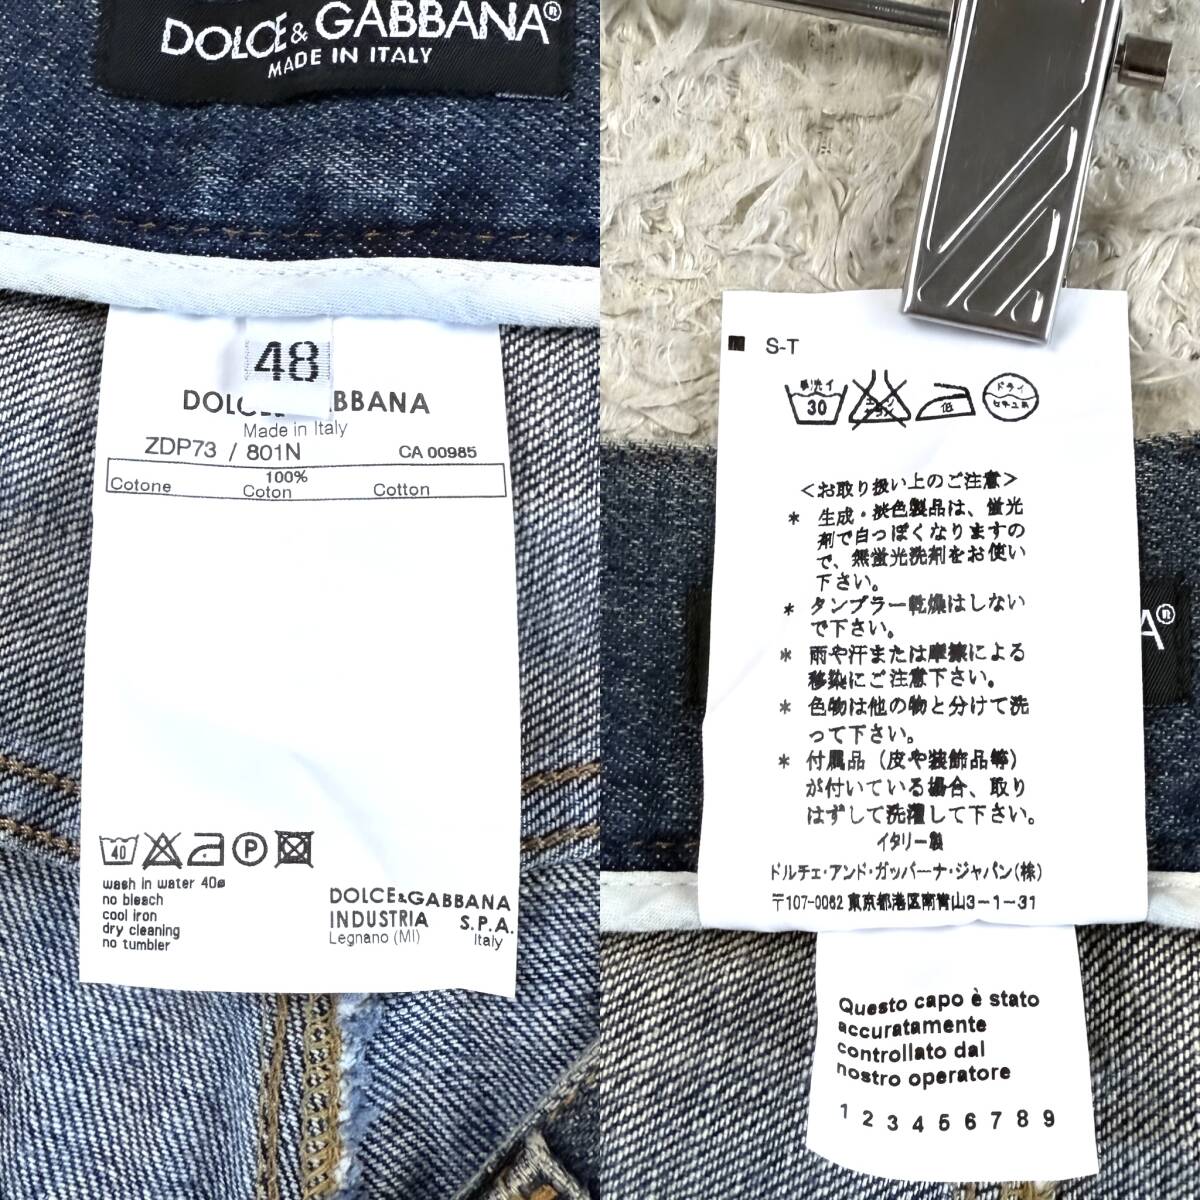 DOLCE&GABBANA®
MADE IN ITALY
48
DOLCE&GABBANA
Made in Italy
ZDP73 / 801N CA 00985
100%
Cotone Coton Cotton
40
P
wash in water 40ø
no bleach
cool iron
dry cleaning
no tumbler
DOLCE&GABBANA
INDUSTRIA S.P.A.
Legnano (MI) Italy
S-T
30
低
ドライ
セキユ系
<お取り扱い上のご注意>
* 生成・淡色製品は、蛍光
剤で白っぽくなりますの
で、無蛍光洗剤をお使い
下さい。
* タンブラー乾燥はしない
で下さい。
* 雨や汗または摩擦による
移染にご注意下さい。
* 色物は他の物と分けて洗
って下さい。
* 付属品(皮や装飾品等)
が付いている場合、取り
はずして洗濯して下さい。
イタリー製
ドルチェ・アンド・ガッバーナ・ジャパン(株)
〒107-0062 東京都港区南青山3-1-31
A®
Questo capo è stato
accuratamente
controllato dal
nostro operatore
1 2 3 4 5 6 7 8 9